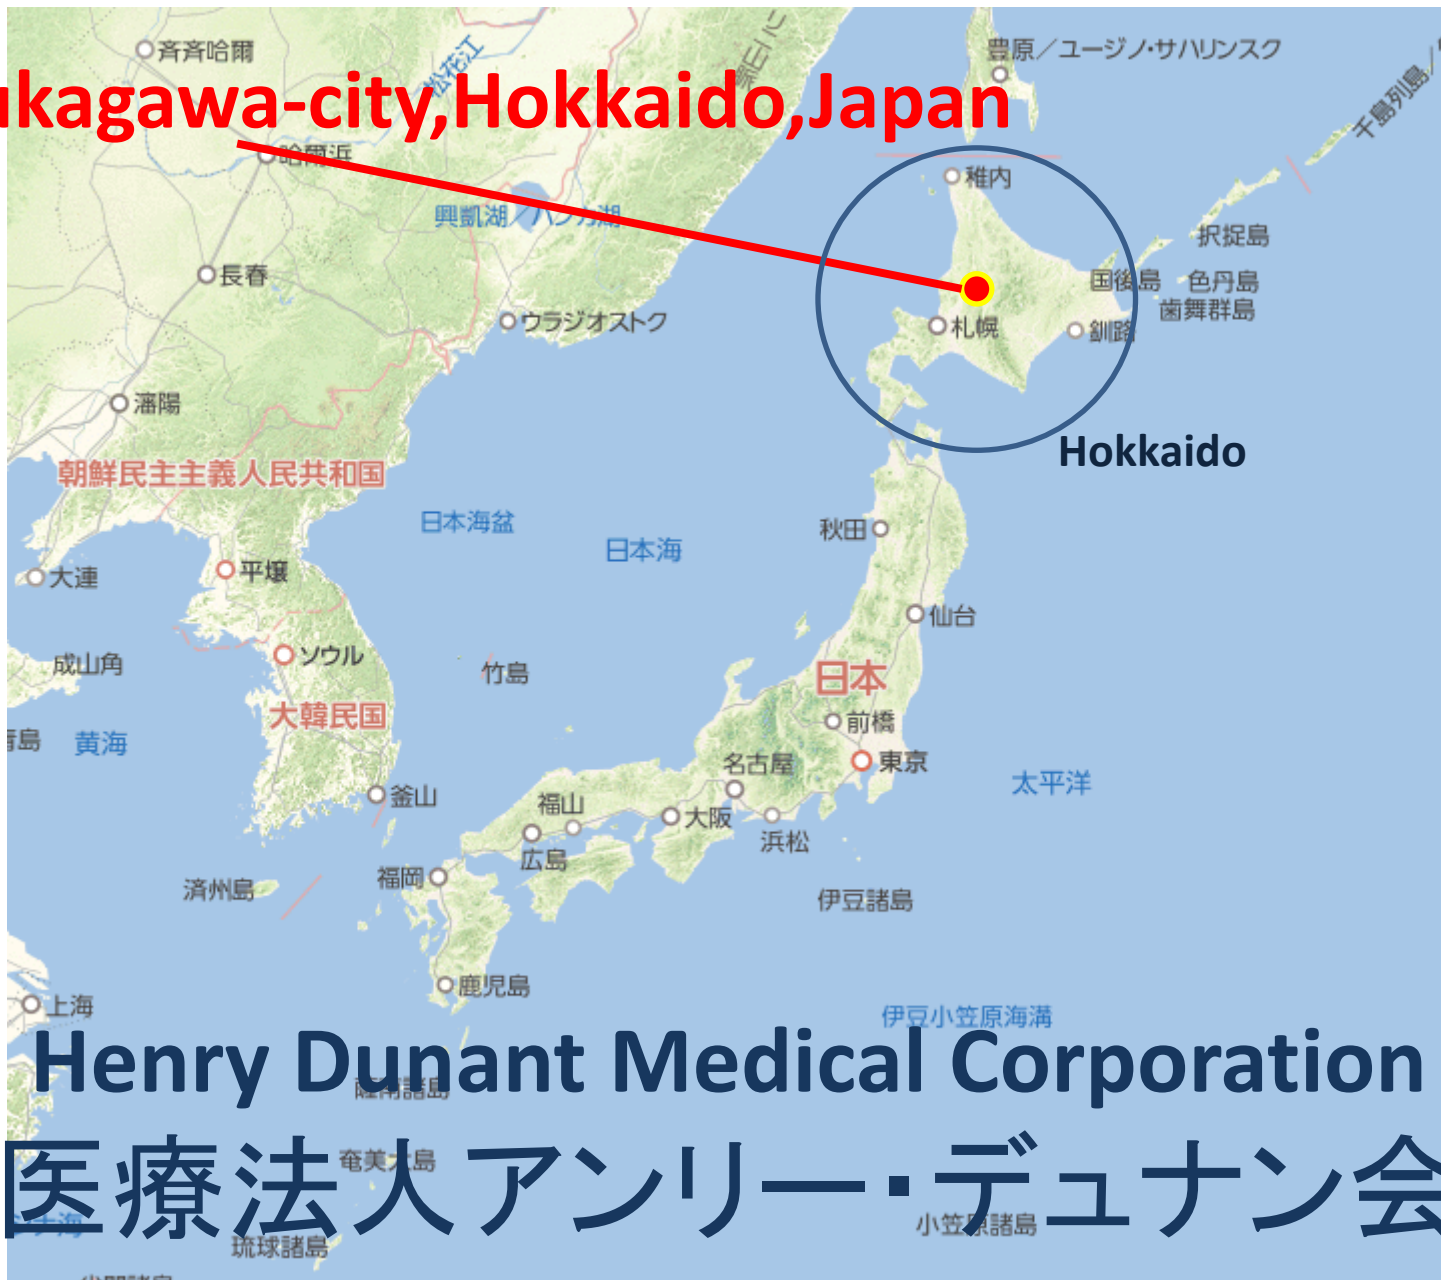 斉斉哈爾
豊原／ユージノ・サハリンスク
松花江
ukagawa-city,Hokkaido,Japan
千島列島／
哈爾浜
稚内
興凱湖／ハンカ湖
択捉島
長春
国後島
色丹島
歯舞群島
ウラジオストク
札幌
釧路
瀋陽
Hokkaido
朝鮮民主主義人民共和国
日本海盆
日本海
秋田
平壌
大連
仙台
ソウル
成山角
竹島
日本
大韓民国
前橋
青島
黄海
名古屋
東京
太平洋
釜山
福山
大阪
浜松
広島
福岡
済州島
伊豆諸島
鹿児島
上海
伊豆小笠原海溝
Henry Dunant Medical Corporation
薩南諸島
医療法人アンリー・デュナン会
奄美大島
小笠原諸島
琉球諸島